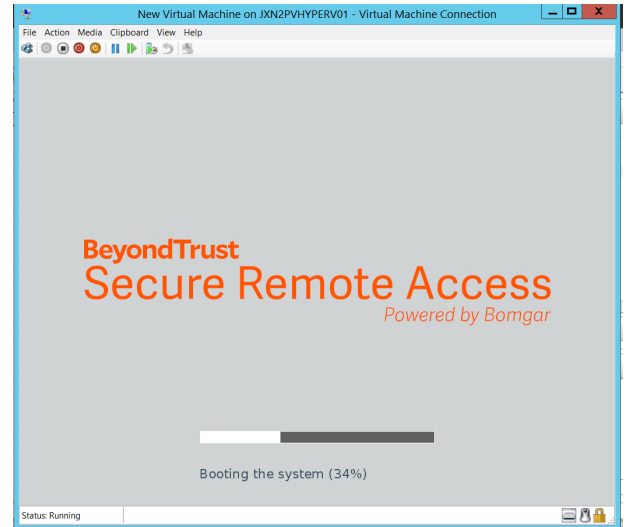 New Virtual Machine on JXN2PVHYPERV01 - Virtual Machine Connection
File Action Media Clipboard View Help
BeyondTrust
Secure Remote Access
Powered by Bomgar
Booting the system (34%)
Status: Running